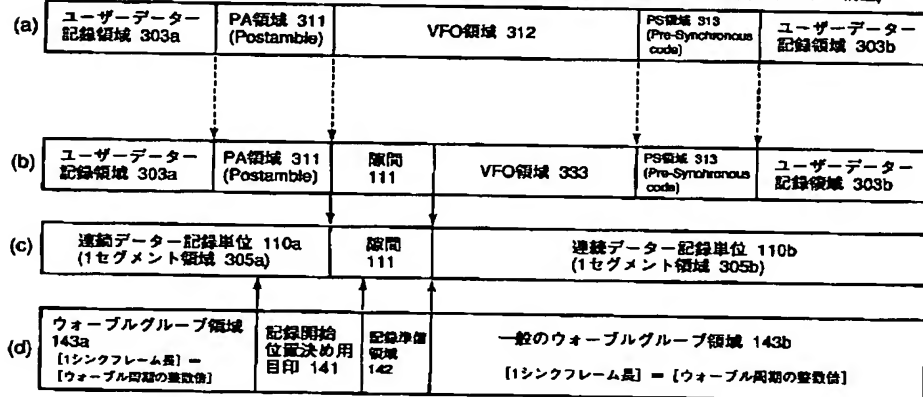 (a)
ユーザーデーター
記録領域 303a
PA領域 311
(Postamble)
VFO領域 312
PS領域 313
(Pre-Synchronous
code)
ユーザーデーター
記録領域 303b
(b)
ユーザーデーター
記録領域 303a
PA領域 311
(Postamble)
隙間
111
VFO領域 333
PS領域 313
(Pre-Synchronous
code)
ユーザーデーター
記録領域 303b
(c)
連続データー記録単位 110a
(1セグメント領域 305a)
隙間
111
連続データー記録単位 110b
(1セグメント領域 305b)
(d)
ウォーブルグルーブ領域
143a
[1シンクフレーム長] =
[ウォーブル周期の整数倍]
記録開始
位置決め用
目印 141
記録準備
領域
142
一般のウォーブルグルーブ領域 143b
[1シンクフレーム長] = [ウォーブル周期の整数倍]